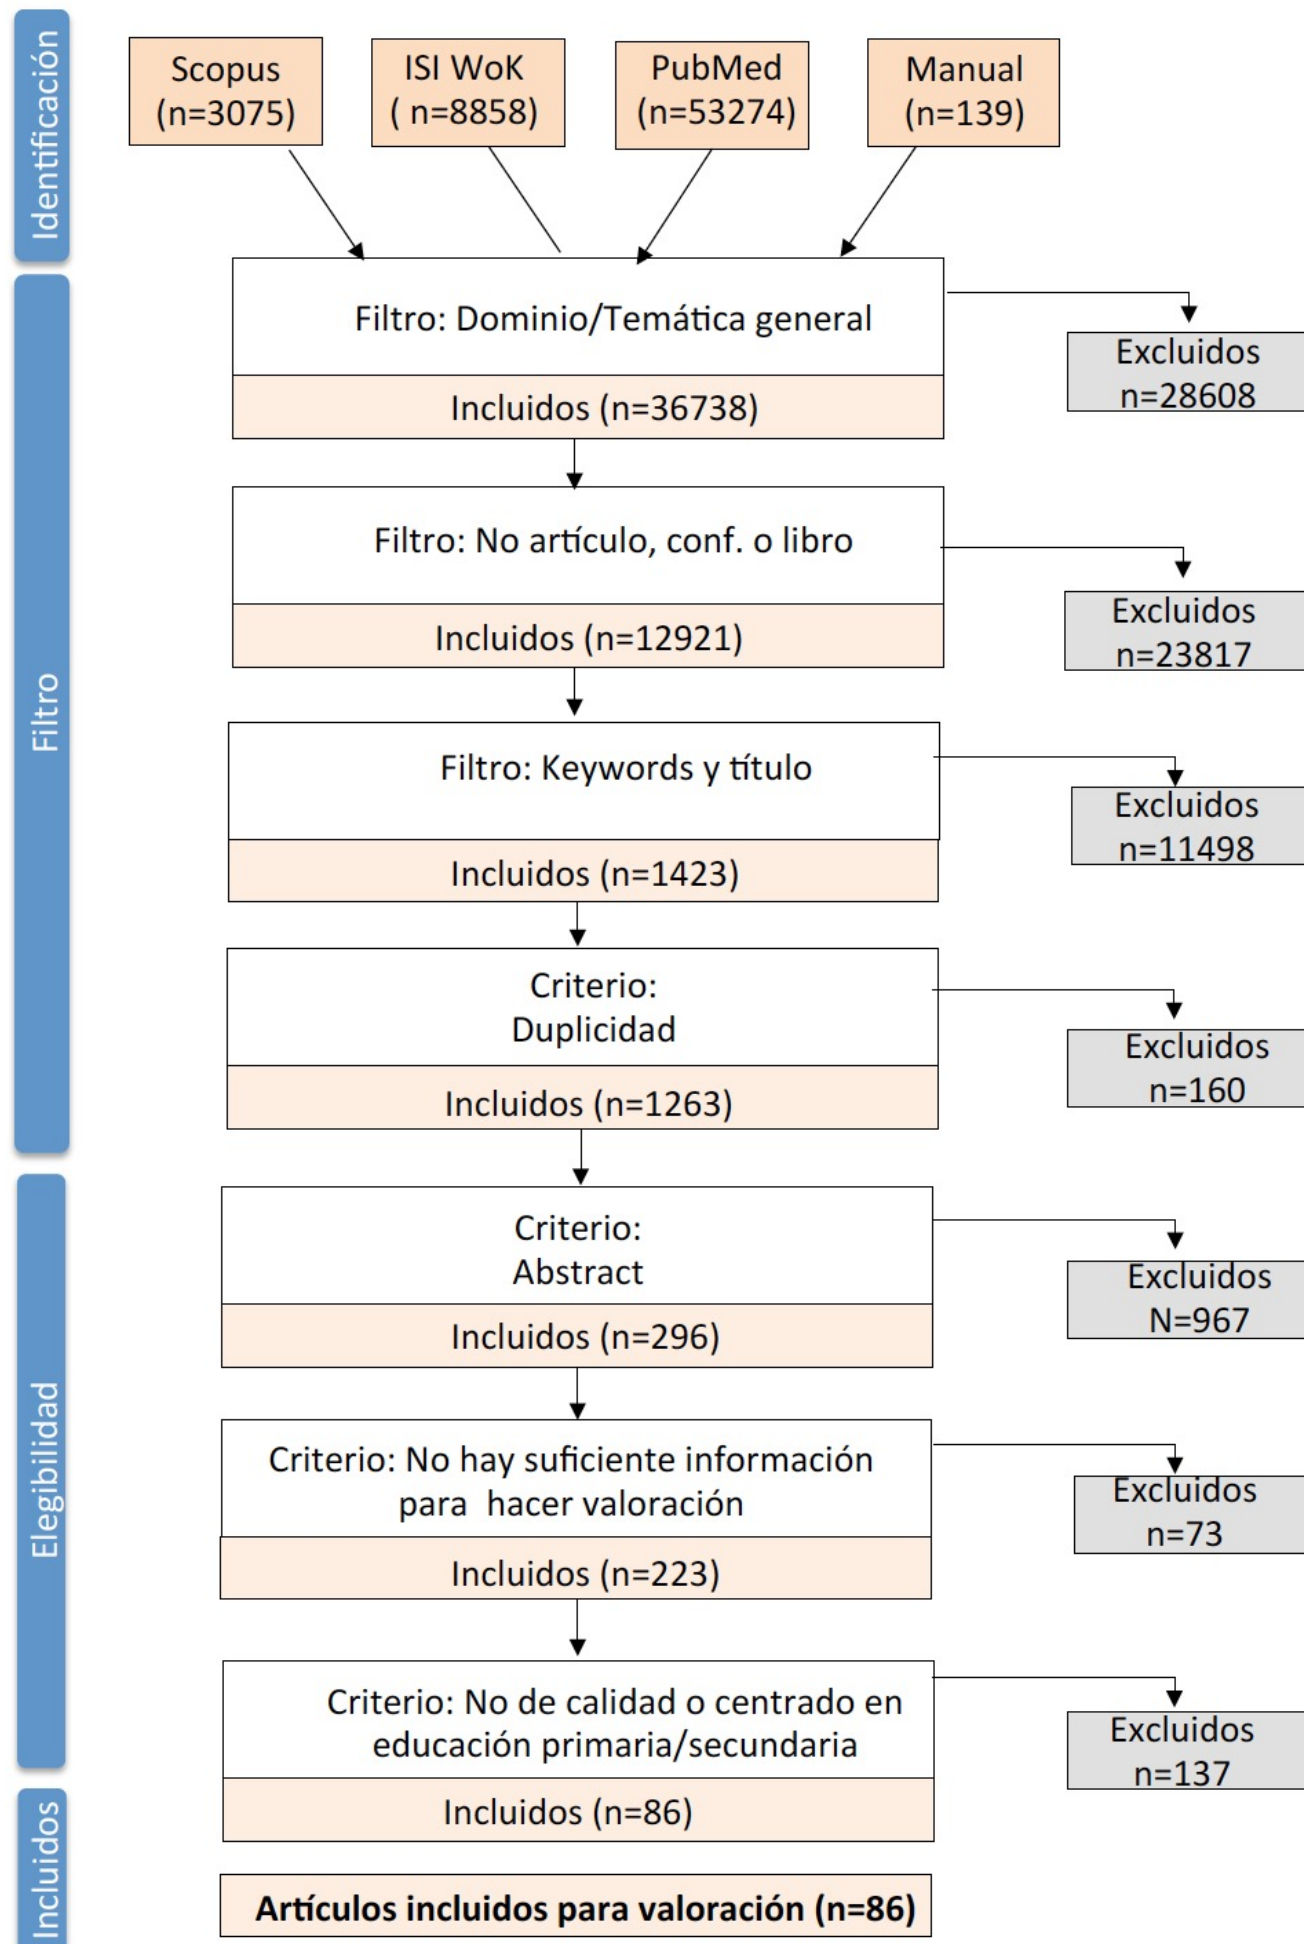 Identificación
Scopus
(n=3075)
ISI WoK
( n=8858)
PubMed
(n=53274)
Manual
(n=139)
Filtro
Filtro: Dominio/Temática general
Incluidos (n=36738)
Excluidos
n=28608
Filtro: No artículo, conf. o libro
Incluidos (n=12921)
Excluidos
n=23817
Filtro: Keywords y título
Incluidos (n=1423)
Excluidos
n=11498
Criterio:
Duplicidad
Incluidos (n=1263)
Excluidos
n=160
Elegibilidad
Criterio:
Abstract
Incluidos (n=296)
Excluidos
N=967
Criterio: No hay suficiente información
para hacer valoración
Incluidos (n=223)
Excluidos
n=73
Criterio: No de calidad o centrado en
educación primaria/secundaria
Incluidos (n=86)
Excluidos
n=137
Incluidos
Artículos incluidos para valoración (n=86)